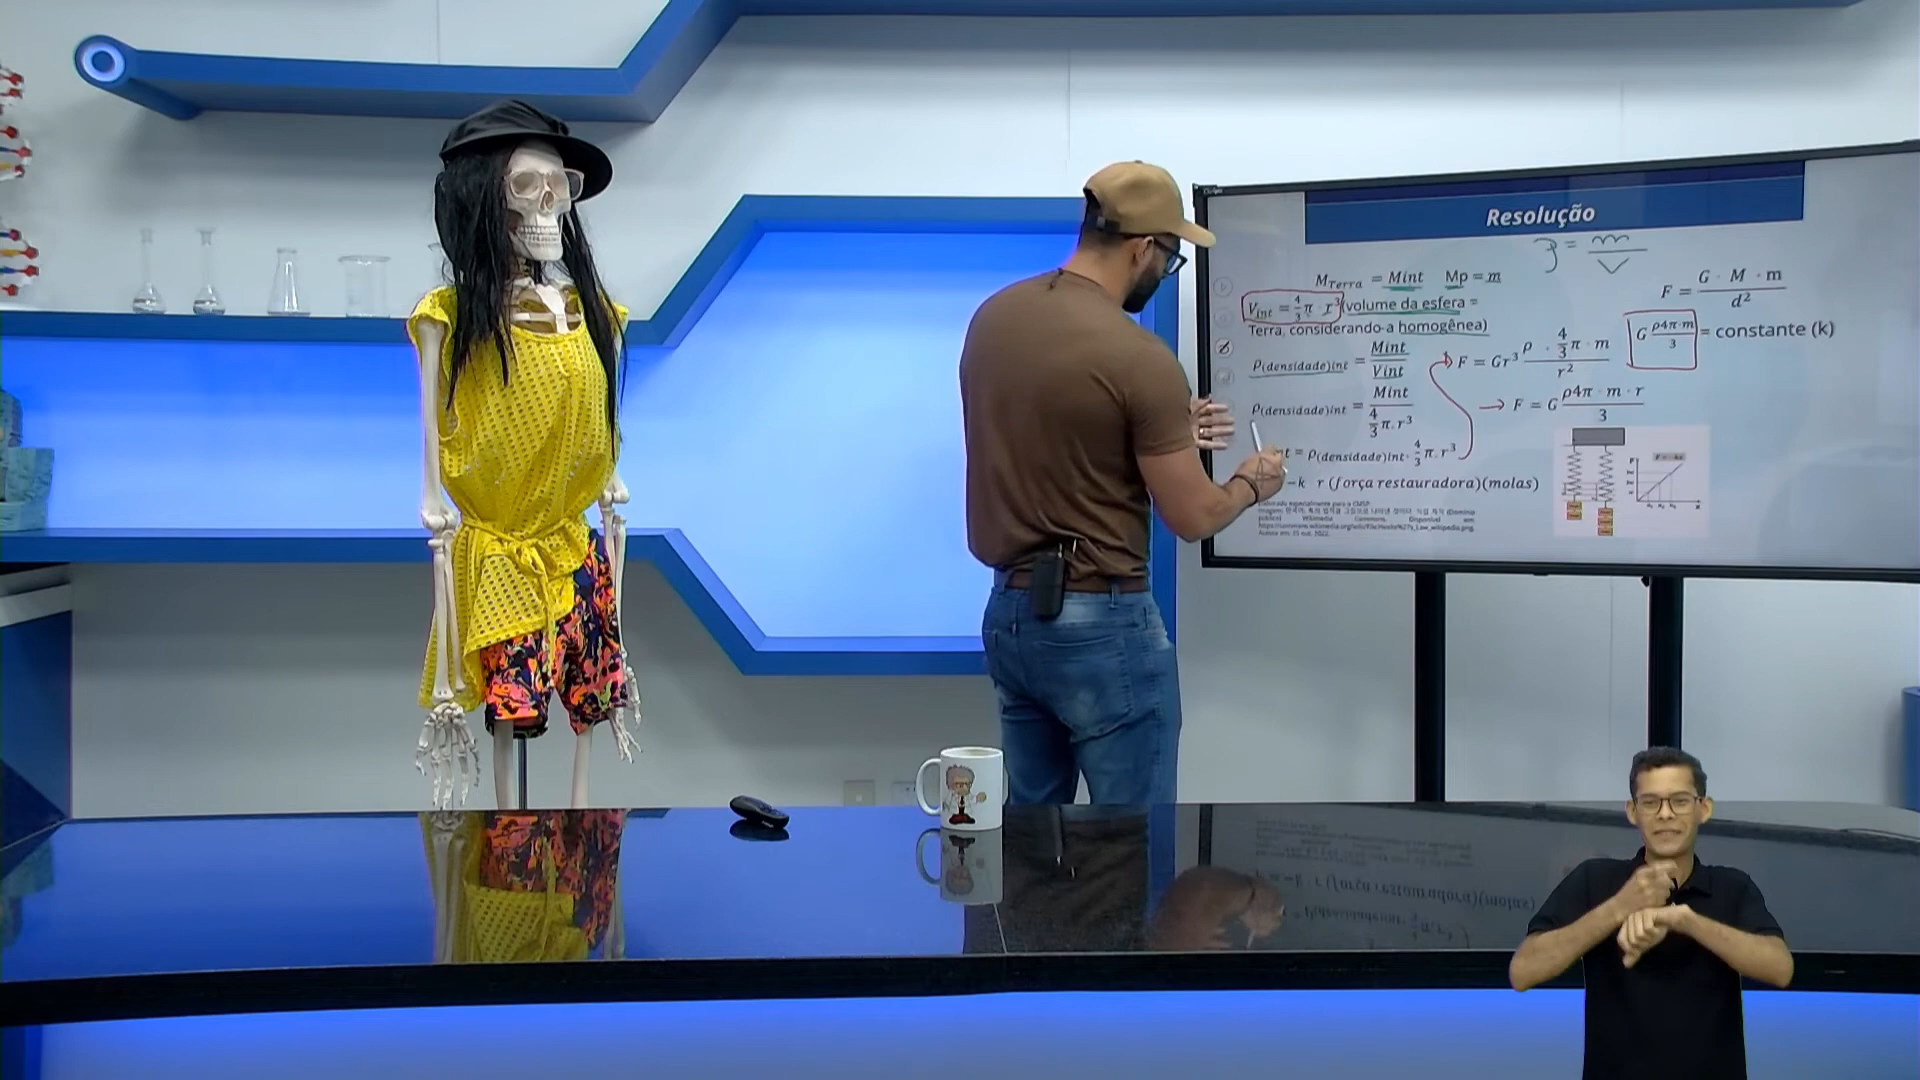 Resolução
ρ = m / V
M_Terra = Mint Mp = m
V_int = 4/3 π · r³ (volume da esfera =
Terra, considerando-a homogênea)
ρ(densidade)int = Mint / Vint
ρ(densidade)int = Mint / (4/3 π. r³)
nt = ρ(densidade)int. 4/3 π. r³
−k r (força restauradora)(molas)
F = G · M · m / d²
G ρ4π·m / 3 = constante (k)
F = Gr³ ρ · 4/3 π · m / r²
F = G ρ4π · m · r / 3